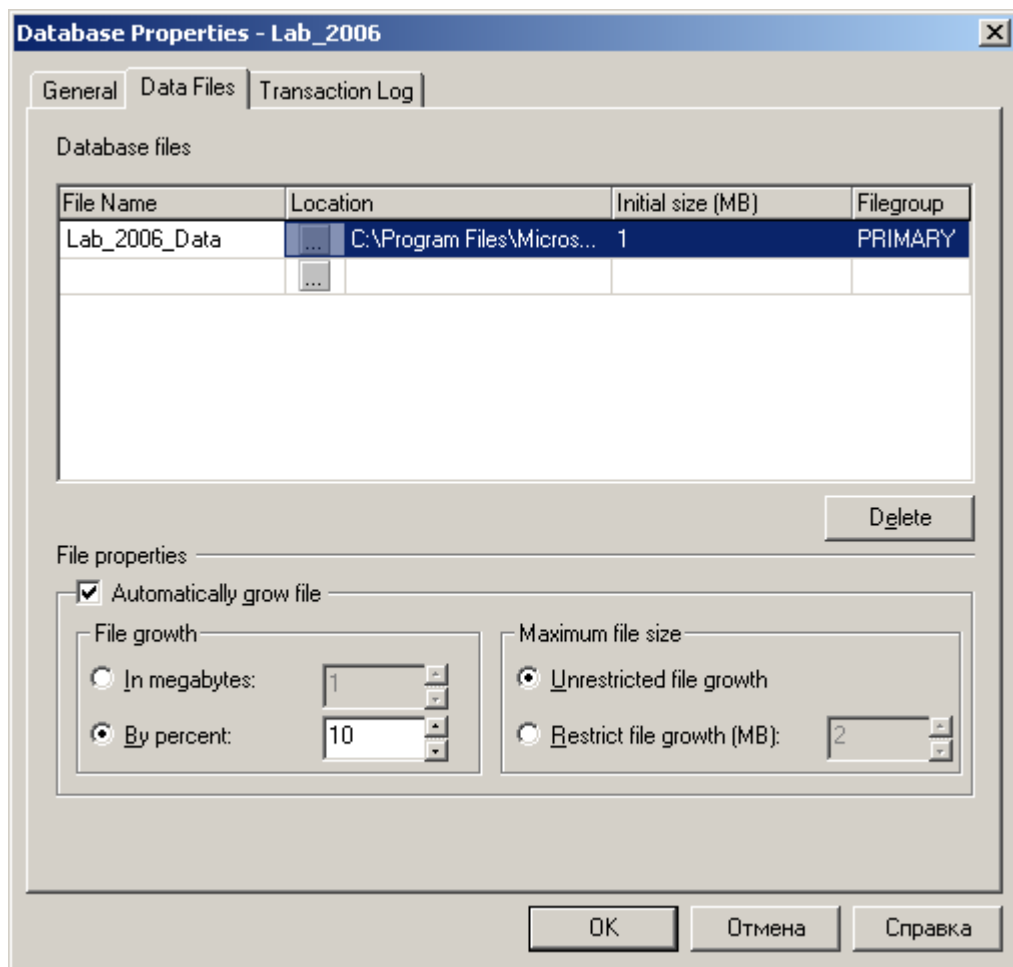 Database Properties - Lab_2006
General Data Files Transaction Log
Database files
File Name Location Initial size (MB) Filegroup
Lab_2006_Data ... C:\Program Files\Micros... 1 PRIMARY
...
Delete
File properties
Automatically grow file
File growth
In megabytes: 1
By percent: 10
Maximum file size
Unrestricted file growth
Restrict file growth (MB): 2
OK Отмена Справка